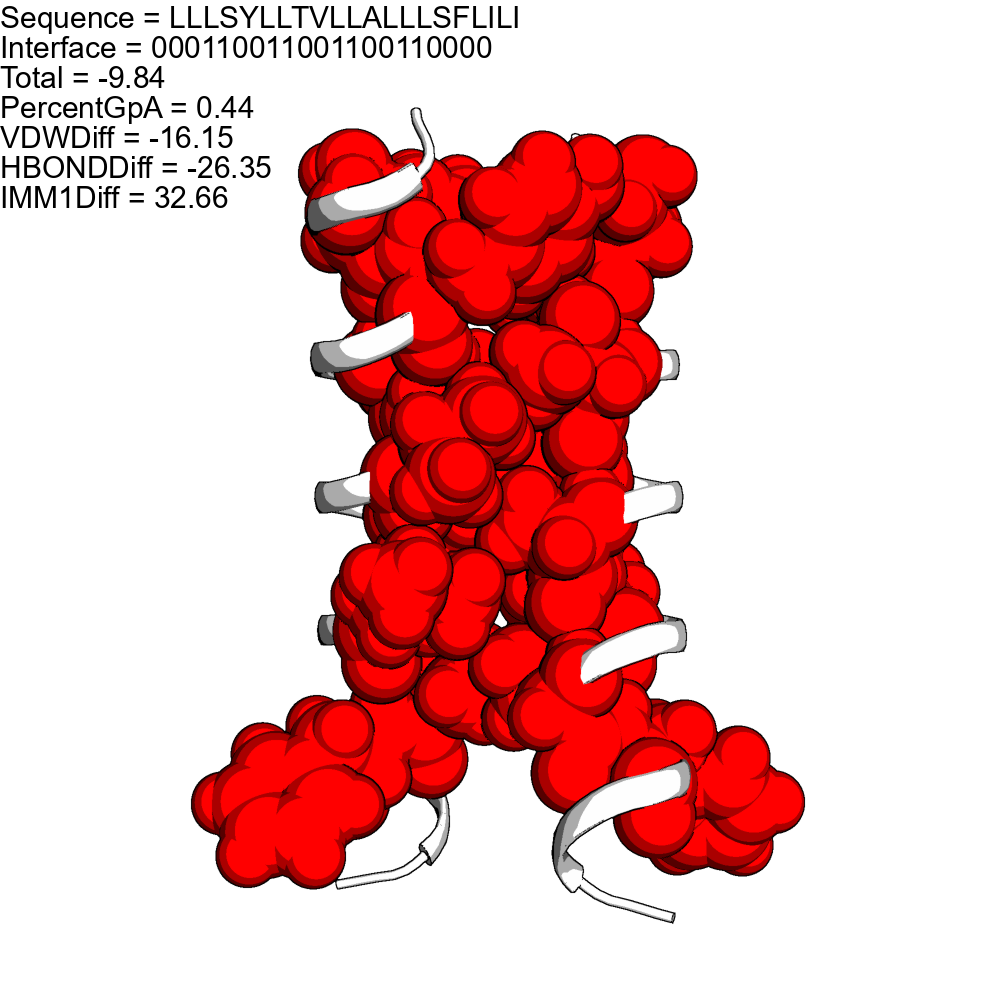 Sequence = LLLSYLLTVLLALLLSFLILI
Interface = 000110011001100110000
Total = -9.84
PercentGpA = 0.44
VDWDiff = -16.15
HBONDDiff = -26.35
IMM1Diff = 32.66